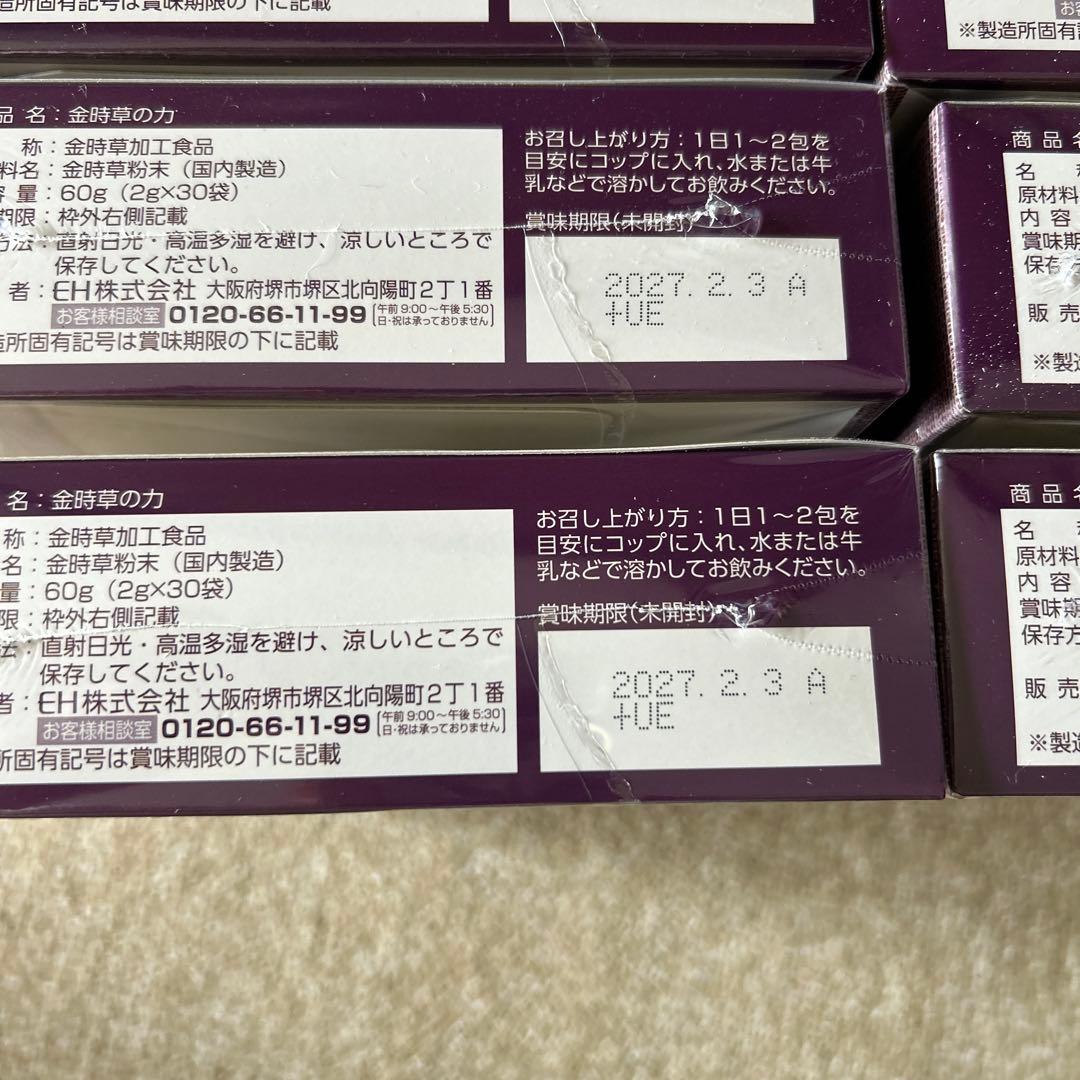 造所固有記号は賞味期限の下に記載
※製造所固有
品 名：金時草の力
称：金時草加工食品
料名：金時草粉末（国内製造）
容 量：60g（2g×30袋）
期限：枠外右側記載
方法：直射日光・高温多湿を避け、涼しいところで
保存してください。
者：EH株式会社 大阪府堺市堺区北向陽町2丁1番
お客様相談室 0120-66-11-99 [午前9:00〜午後5:30 日・祝は承っておりません]
造所固有記号は賞味期限の下に記載
お召し上がり方：1日1〜2包を
目安にコップに入れ、水または牛
乳などで溶かしてお飲みください。
賞味期限（未開封）
2027. 2. 3 A
+UE
商品名
名
原材料
内容
賞味期
保存
販売
※製造
名：金時草の力
称：金時草加工食品
名：金時草粉末（国内製造）
量：60g（2g×30袋）
限：枠外右側記載
法：直射日光・高温多湿を避け、涼しいところで
保存してください。
者：EH株式会社 大阪府堺市堺区北向陽町2丁1番
お客様相談室 0120-66-11-99 [午前9:00〜午後5:30 日・祝は承っておりません]
所固有記号は賞味期限の下に記載
お召し上がり方：1日1〜2包を
目安にコップに入れ、水または牛
乳などで溶かしてお飲みください。
賞味期限（未開封）
2027. 2. 3 A
+UE
商品名
名
原材料
内容
賞味期
保存方
販売
※製造